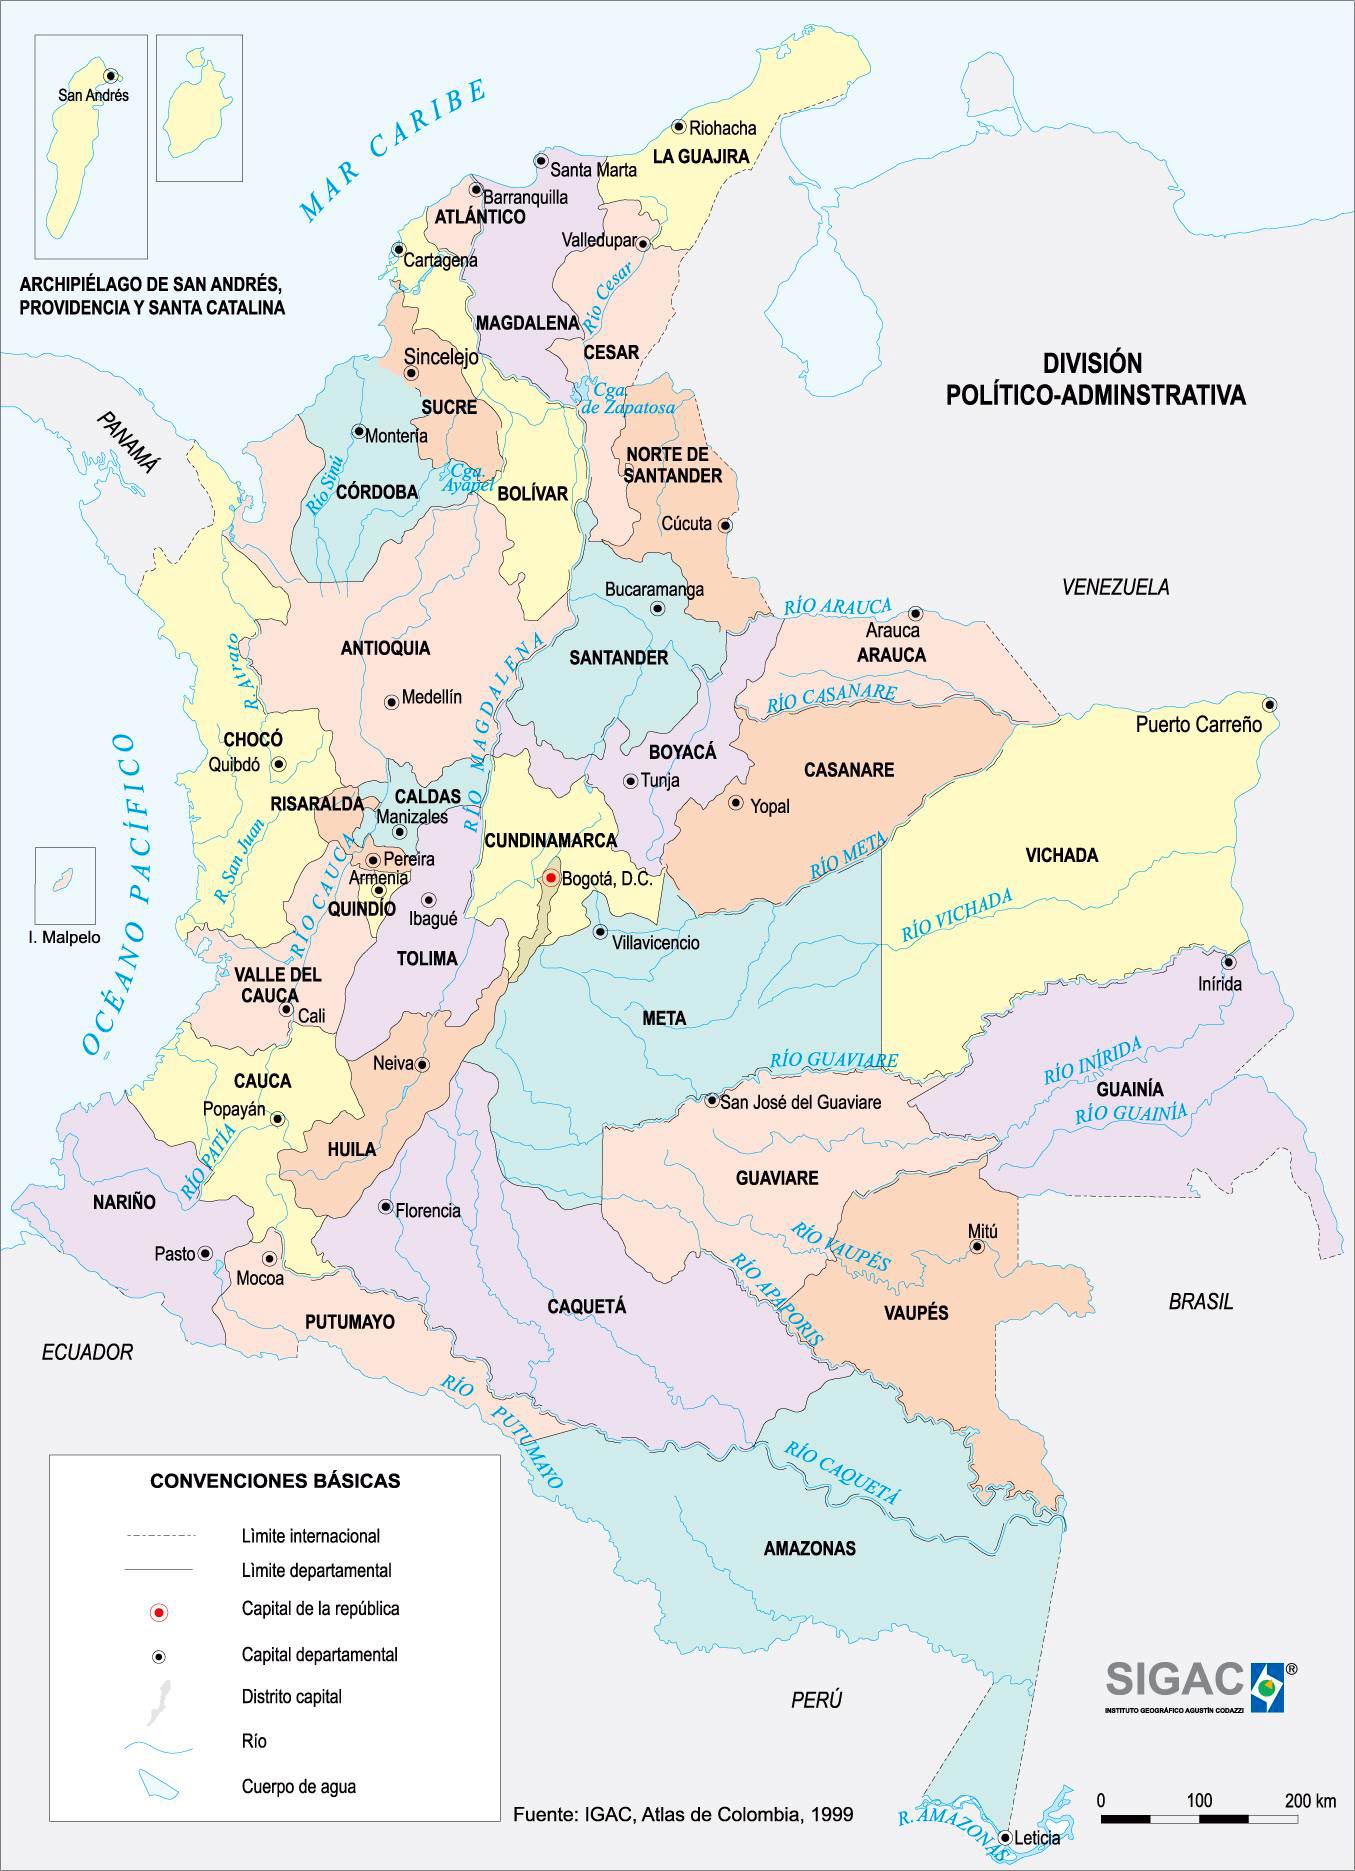 San Andrés
ARCHIPIÉLAGO DE SAN ANDRÉS,
PROVIDENCIA Y SANTA CATALINA
MAR CARIBE
Riohacha
LA GUAJIRA
Santa Marta
Barranquilla
ATLÁNTICO
Valledupar
Cartagena
Río Cesar
MAGDALENA
CESAR
Sincelejo
DIVISIÓN
POLÍTICO-ADMINSTRATIVA
Cga.
de Zapatosa
SUCRE
PANAMÁ
Montería
NORTE DE
SANTANDER
Río Sinú
Cga.
Ayapel
CÓRDOBA
BOLÍVAR
Cúcuta
VENEZUELA
Bucaramanga
RÍO ARAUCA
Arauca
ARAUCA
ANTIOQUIA
SANTANDER
R. Atrato
Medellín
RÍO MAGDALENA
RÍO CASANARE
Puerto Carreño
CHOCÓ
Quibdó
BOYACÁ
Tunja
CASANARE
Yopal
OCÉANO PACÍFICO
RISARALDA
CALDAS
Manizales
R. San Juan
RÍO CAUCA
CUNDINAMARCA
RÍO META
VICHADA
Pereira
Armenia
QUINDÍO
Bogotá, D.C.
Ibagué
RÍO VICHADA
I. Malpelo
Villavicencio
TOLIMA
VALLE DEL
CAUCA
Cali
Inírida
META
Neiva
RÍO GUAVIARE
RÍO INÍRIDA
CAUCA
Popayán
San José del Guaviare
GUAINÍA
RÍO GUAINÍA
RÍO PATÍA
HUILA
GUAVIARE
NARIÑO
Florencia
Mitú
RÍO VAUPÉS
Pasto
Mocoa
RÍO APAPORIS
CAQUETÁ
VAUPÉS
BRASIL
PUTUMAYO
ECUADOR
RÍO PUTUMAYO
RÍO CAQUETÁ
AMAZONAS
CONVENCIONES BÁSICAS
Lìmite internacional
Lìmite departamental
Capital de la república
Capital departamental
Distrito capital
Río
Cuerpo de agua
PERÚ
SIGAC®
INSTITUTO GEOGRÁFICO AGUSTÍN CODAZZI
0 100 200 km
Fuente: IGAC, Atlas de Colombia, 1999
R. AMAZONAS
Leticia